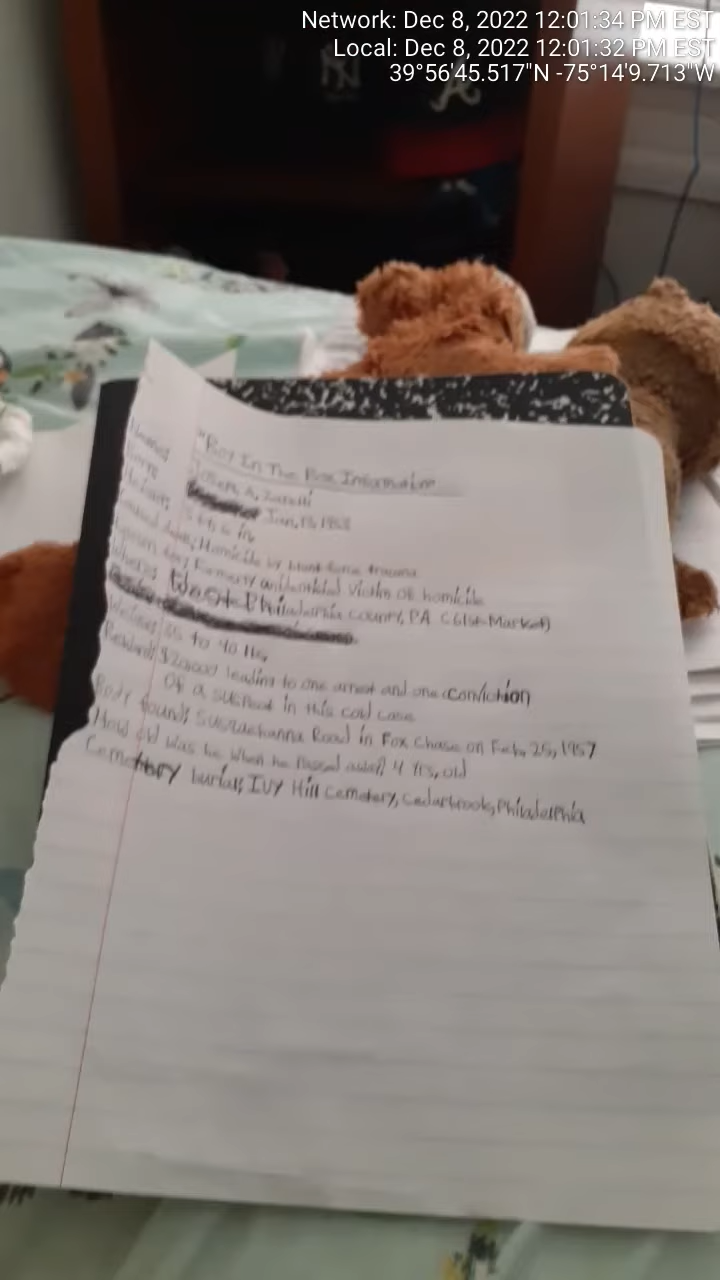 Network: Dec 8, 2022 12:01:34 PM EST
Local: Dec 8, 2022 12:01:32 PM EST
39°56'45.517"N -75°14'9.713"W
NY
A
"Boy In The Box Information
Joseph A. Zarelli
Jan, 13, 1953
in
Homicide by blunt force trauma
Formerly unidentified Victim of homicide
West Philadelphia County, PA (61st-Market)
to 40 lbs,
Reward: $20,000 leading to one arrest and one conviction
Of a suspect in this cold case
Body found: Susquehanna Road in Fox Chase on Feb, 25, 1957
How old was he when he passed away? 4 Yrs, old
Cemetery burial: IVY Hill Cemetery, Cedarbrook, Philadelphia